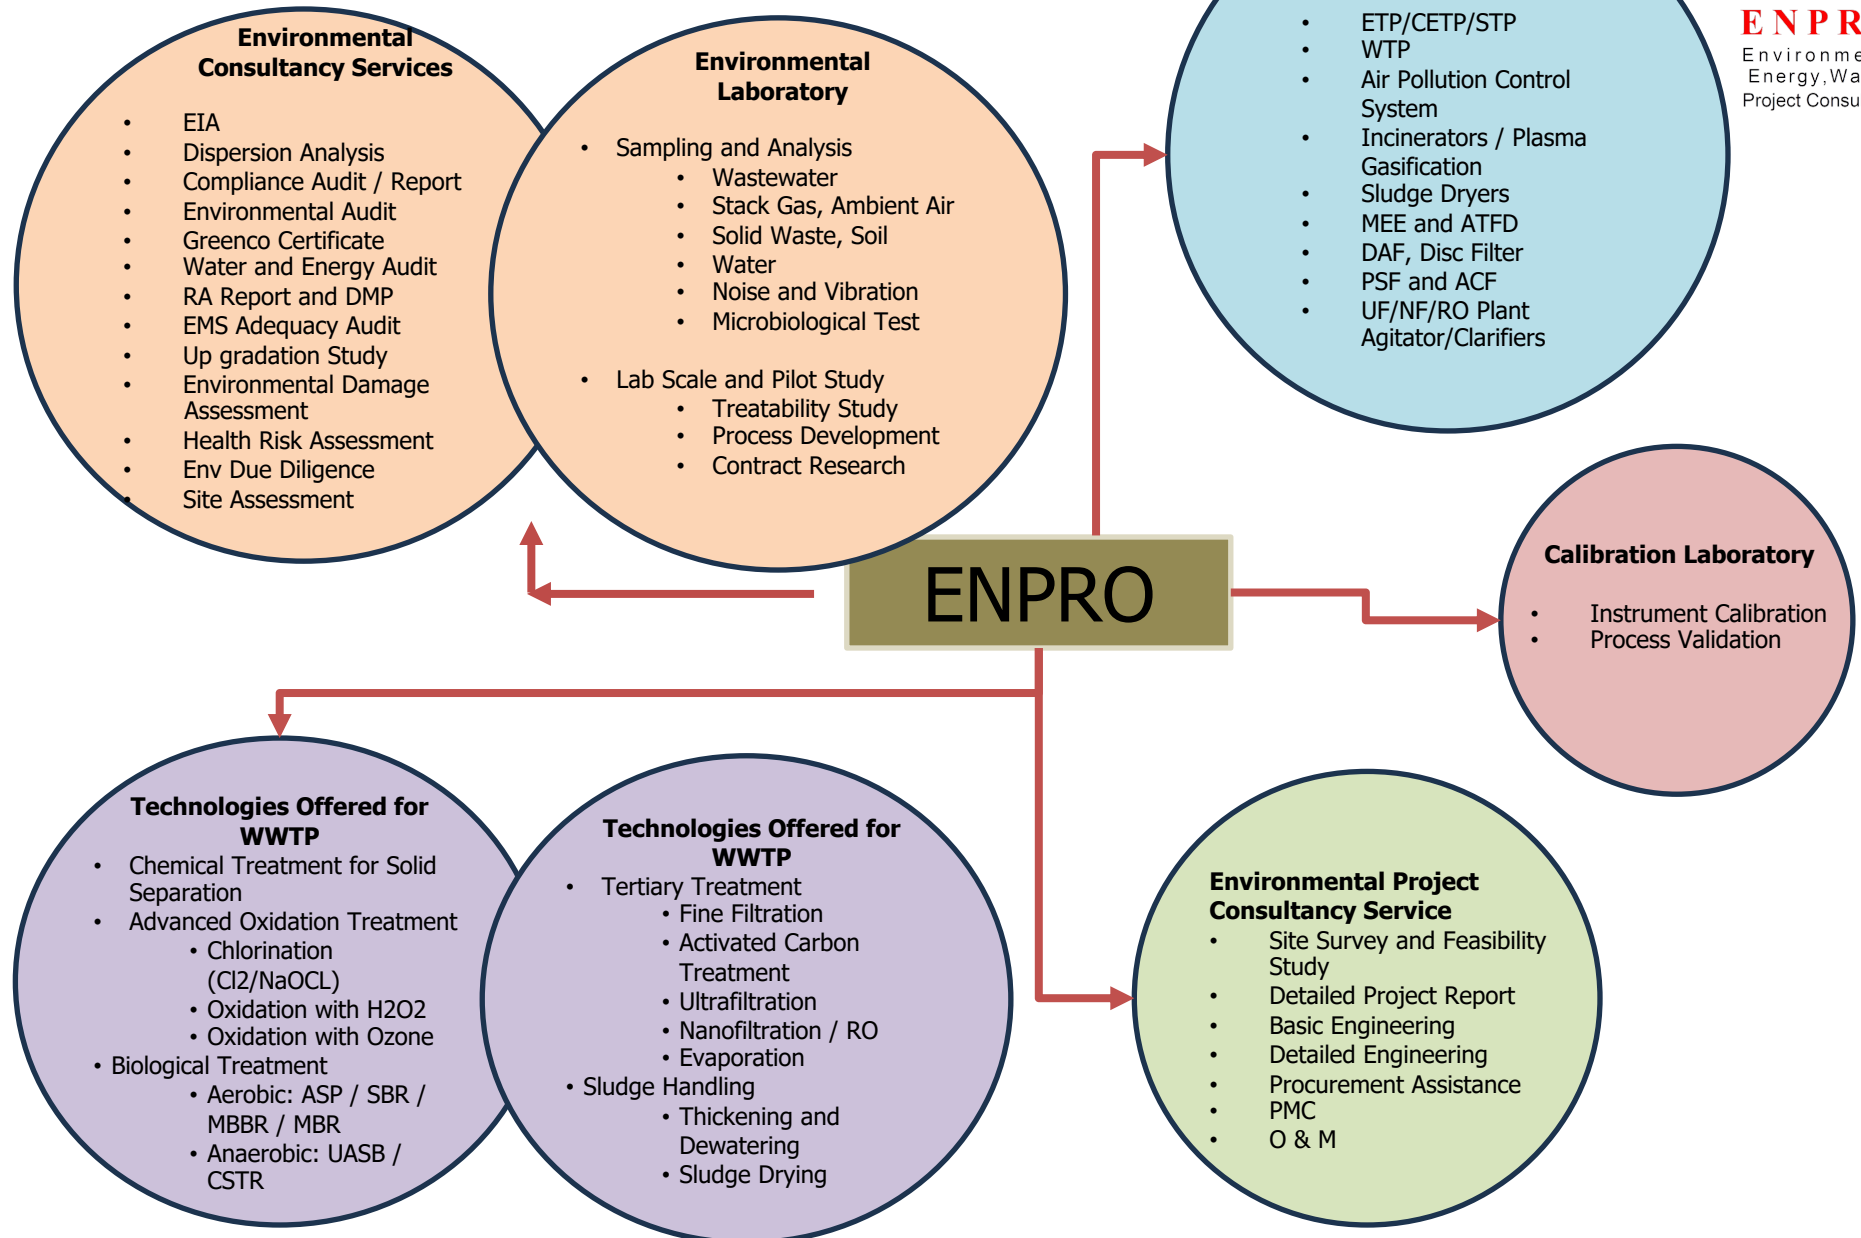 Environmental
Consultancy Services
• EIA
• Dispersion Analysis
• Compliance Audit / Report
• Environmental Audit
• Greenco Certificate
• Water and Energy Audit
• RA Report and DMP
• EMS Adequacy Audit
• Up gradation Study
• Environmental Damage
Assessment
• Health Risk Assessment
• Env Due Diligence
• Site Assessment
Environmental
Laboratory
• Sampling and Analysis
• Wastewater
• Stack Gas, Ambient Air
• Solid Waste, Soil
• Water
• Noise and Vibration
• Microbiological Test
• Lab Scale and Pilot Study
• Treatability Study
• Process Development
• Contract Research
• ETP/CETP/STP
• WTP
• Air Pollution Control
System
• Incinerators / Plasma
Gasification
• Sludge Dryers
• MEE and ATFD
• DAF, Disc Filter
• PSF and ACF
• UF/NF/RO Plant
Agitator/Clarifiers
ENPR
Environme
Energy,Wa
Project Consu
ENPRO
Calibration Laboratory
• Instrument Calibration
• Process Validation
Technologies Offered for
WWTP
• Chemical Treatment for Solid
Separation
• Advanced Oxidation Treatment
• Chlorination
(Cl2/NaOCL)
• Oxidation with H2O2
• Oxidation with Ozone
• Biological Treatment
• Aerobic: ASP / SBR /
MBBR / MBR
• Anaerobic: UASB /
CSTR
Technologies Offered for
WWTP
• Tertiary Treatment
• Fine Filtration
• Activated Carbon
Treatment
• Ultrafiltration
• Nanofiltration / RO
• Evaporation
• Sludge Handling
• Thickening and
Dewatering
• Sludge Drying
Environmental Project
Consultancy Service
• Site Survey and Feasibility
Study
• Detailed Project Report
• Basic Engineering
• Detailed Engineering
• Procurement Assistance
• PMC
• O & M